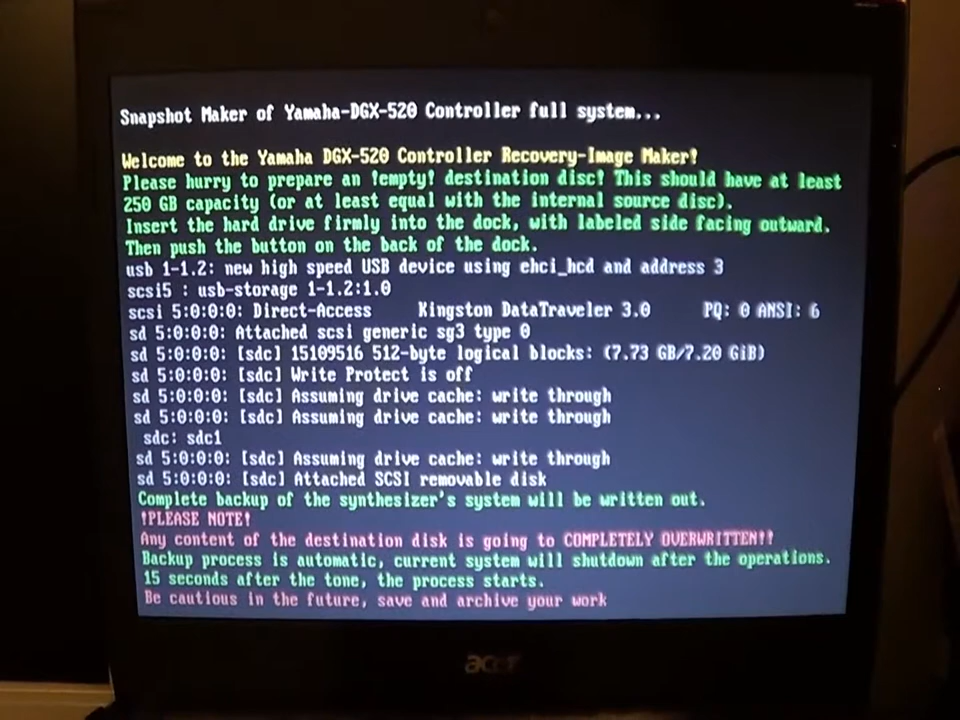 Snapshot Maker of Yamaha-DGX-520 Controller full system...
Welcome to the Yamaha DGX-520 Controller Recovery-Image Maker!
Please hurry to prepare an !empty! destination disc! This should have at least
250 GB capacity (or at least equal with the internal source disc).
Insert the hard drive firmly into the dock, with labeled side facing outward.
Then push the button on the back of the dock.
usb 1-1.2: new high speed USB device using ehci_hcd and address 3
scsi5 : usb-storage 1-1.2:1.0
scsi 5:0:0:0: Direct-Access Kingston DataTraveler 3.0 PQ: 0 ANSI: 6
sd 5:0:0:0: Attached scsi generic sg3 type 0
sd 5:0:0:0: [sdc] 15109516 512-byte logical blocks: (7.73 GB/7.20 GiB)
sd 5:0:0:0: [sdc] Write Protect is off
sd 5:0:0:0: [sdc] Assuming drive cache: write through
sd 5:0:0:0: [sdc] Assuming drive cache: write through
sdc: sdc1
sd 5:0:0:0: [sdc] Assuming drive cache: write through
sd 5:0:0:0: [sdc] Attached SCSI removable disk
Complete backup of the synthesizer's system will be written out.
!PLEASE NOTE!
Any content of the destination disk is going to COMPLETELY OVERWRITTEN!!
Backup process is automatic, current system will shutdown after the operations.
15 seconds after the tone, the process starts.
Be cautious in the future, save and archive your work
acer